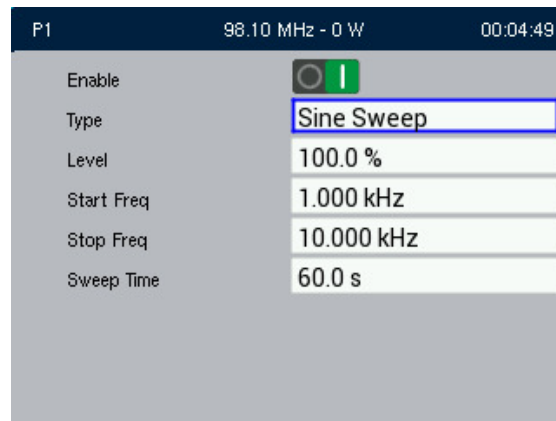 P1 98.10 MHz - 0 W 00:04:49
Enable
Type Sine Sweep
Level 100.0 %
Start Freq 1.000 kHz
Stop Freq 10.000 kHz
Sweep Time 60.0 s